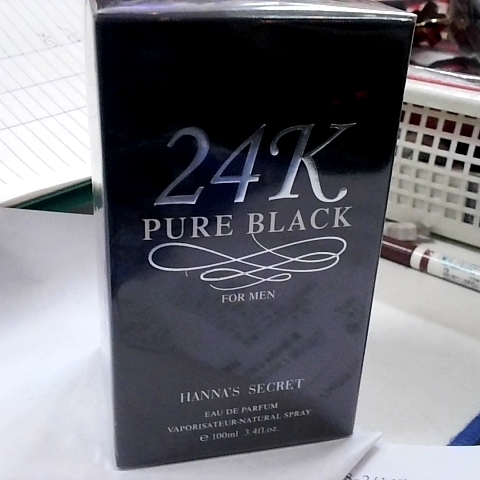 24K
PURE BLACK
FOR MEN
HANNA'S SECRET
EAU DE PARFUM
VAPORISATEUR-NATURAL SPRAY
℮ 100ml 3.4fl.oz.